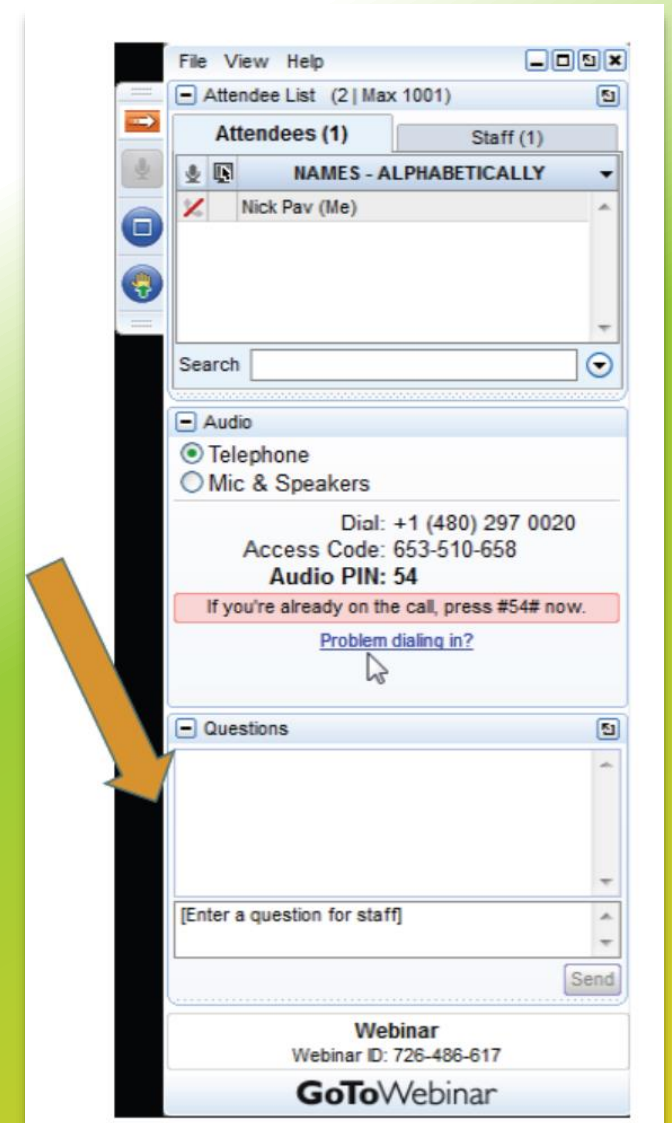 File View Help
Attendee List (2 | Max 1001)
Attendees (1) Staff (1)
NAMES - ALPHABETICALLY
Nick Pav (Me)
Search
Audio
Telephone
Mic & Speakers
Dial: +1 (480) 297 0020
Access Code: 653-510-658
Audio PIN: 54
If you're already on the call, press #54# now.
Problem dialing in?
Questions
[Enter a question for staff]
Send
Webinar
Webinar ID: 726-486-617
GoToWebinar